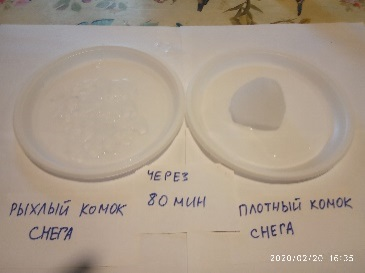 ЧЕРЕЗ
80 МИН
РЫХЛЫЙ КОМОК
СНЕГА
ПЛОТНЫЙ КОМОК
СНЕГА
2020/02/20 16:35